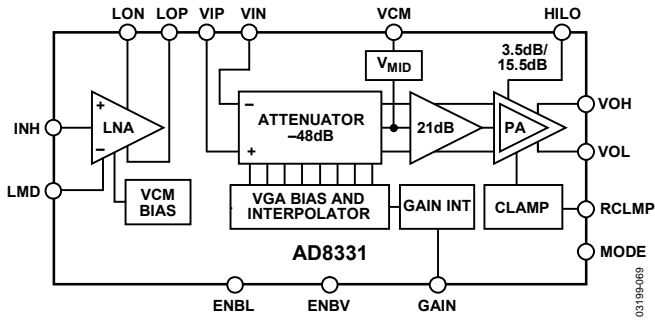 LON LOP VIP VIN VCM HILO
3.5dB/
15.5dB
VMID
+
LNA
–
INH
LMD
VCM
BIAS
–
ATTENUATOR
–48dB
+
21dB
PA
VOH
VOL
VGA BIAS AND
INTERPOLATOR
GAIN INT
CLAMP
RCLMP
AD8331
MODE
ENBL ENBV GAIN
03199-069